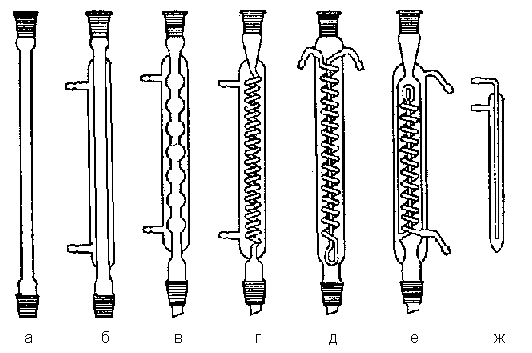 а б в г д е ж